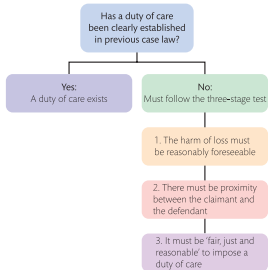 Has a duty of care
been clearly established
in previous case law?
Yes:
A duty of care exists
No:
Must follow the three-stage test
1. The harm of loss must
be reasonably foreseeable
2. There must be proximity
between the claimant and
the defendant
3. It must be ‘fair, just and
reasonable’ to impose a
duty of care